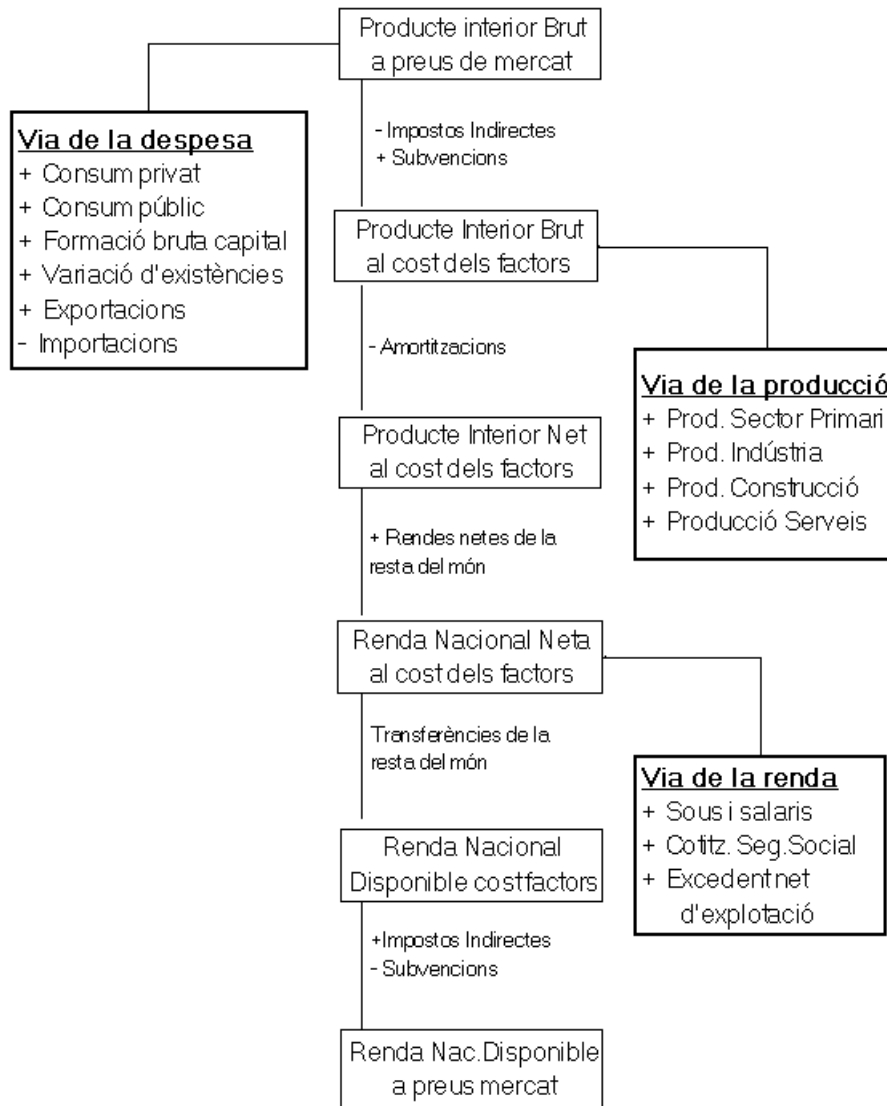 Producte interior Brut
a preus de mercat
Via de la despesa
+ Consum privat
+ Consum públic
+ Formació bruta capital
+ Variació d'existències
+ Exportacions
- Importacions
- Impostos Indirectes
+ Subvencions
Producte Interior Brut
al cost dels factors
- Amortitzacions
Via de la producció
+ Prod. Sector Primari
+ Prod. Indústria
+ Prod. Construcció
+ Producció Serveis
Producte Interior Net
al cost dels factors
+ Rendes netes de la
resta del món
Renda Nacional Neta
al cost dels factors
Transferències de la
resta del món
Via de la renda
+ Sous i salaris
+ Cotitz. Seg.Social
+ Excedent net
d'explotació
Renda Nacional
Disponible cost factors
+Impostos Indirectes
- Subvencions
Renda Nac.Disponible
a preus mercat